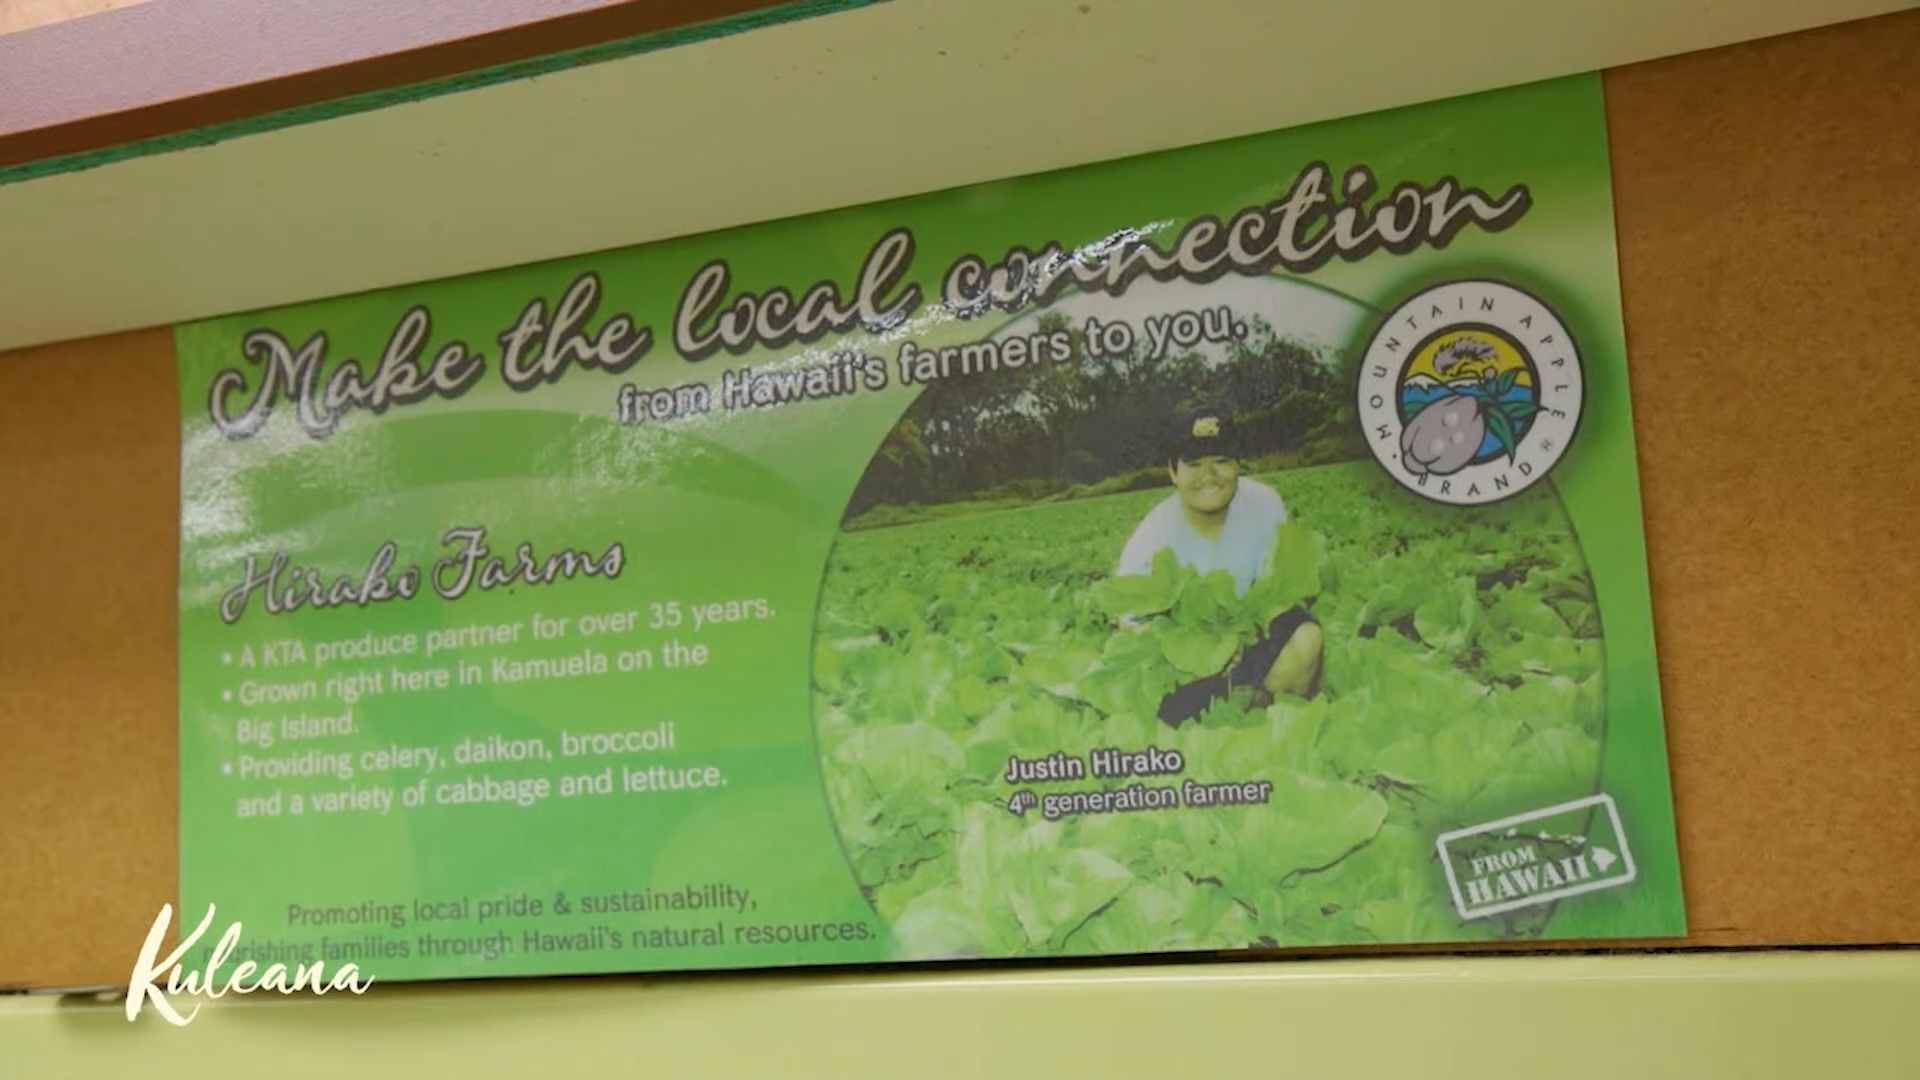 Make the local connection
from Hawaii's farmers to you.
MOUNTAIN APPLE
BRAND®
Hirako Farms
• A KTA produce partner for over 35 years.
• Grown right here in Kamuela on the
Big Island.
• Providing celery, daikon, broccoli
and a variety of cabbage and lettuce.
Justin Hirako
4th generation farmer
FROM
HAWAII
Promoting local pride & sustainability,
families through Hawaii's natural resources.
Kuleana